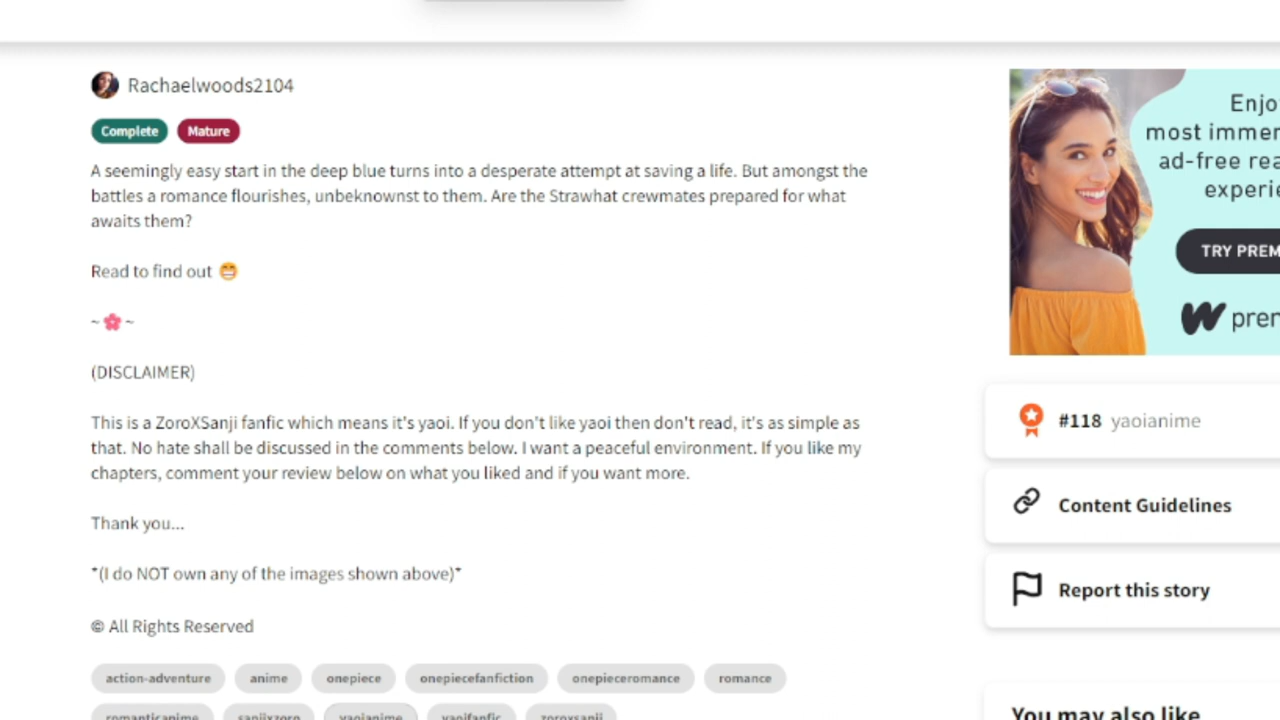 Rachaelwoods2104
Complete Mature
A seemingly easy start in the deep blue turns into a desperate attempt at saving a life. But amongst the
battles a romance flourishes, unbeknownst to them. Are the Strawhat crewmates prepared for what
awaits them?
Read to find out 😁
~🌸~
(DISCLAIMER)
This is a ZoroXSanji fanfic which means it's yaoi. If you don't like yaoi then don't read, it's as simple as
that. No hate shall be discussed in the comments below. I want a peaceful environment. If you like my
chapters, comment your review below on what you liked and if you want more.
Thank you...
*(I do NOT own any of the images shown above)*
© All Rights Reserved
action-adventure anime onepiece onepiecefanfiction onepieceromance romance
romanticanime sanjixzoro yaoianime yaoifanfic zoroxsanji
Enjo
most immer
ad-free rea
experie
TRY PREM
prem
#118 yaoianime
Content Guidelines
Report this story
You may also like